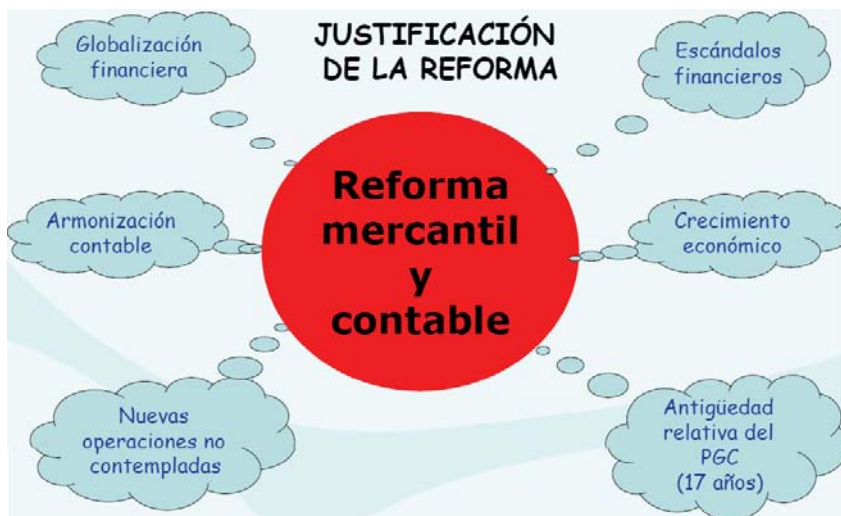 JUSTIFICACIÓN
DE LA REFORMA
Globalización
financiera
Escándalos
financieros
Reforma
mercantil
y
contable
Armonización
contable
Crecimiento
económico
Nuevas
operaciones no
contempladas
Antigüedad
relativa del
PGC
(17 años)